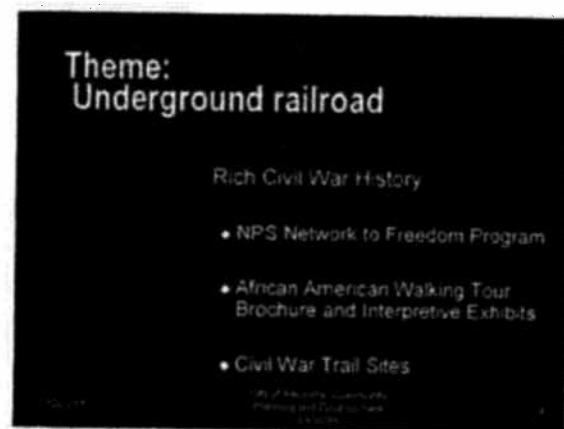 Theme:
Underground railroad
Rich Civil War History
• NPS Network to Freedom Program
• African American Walking Tour
Brochure and Interpretive Exhibits
• Civil War Trail Sites